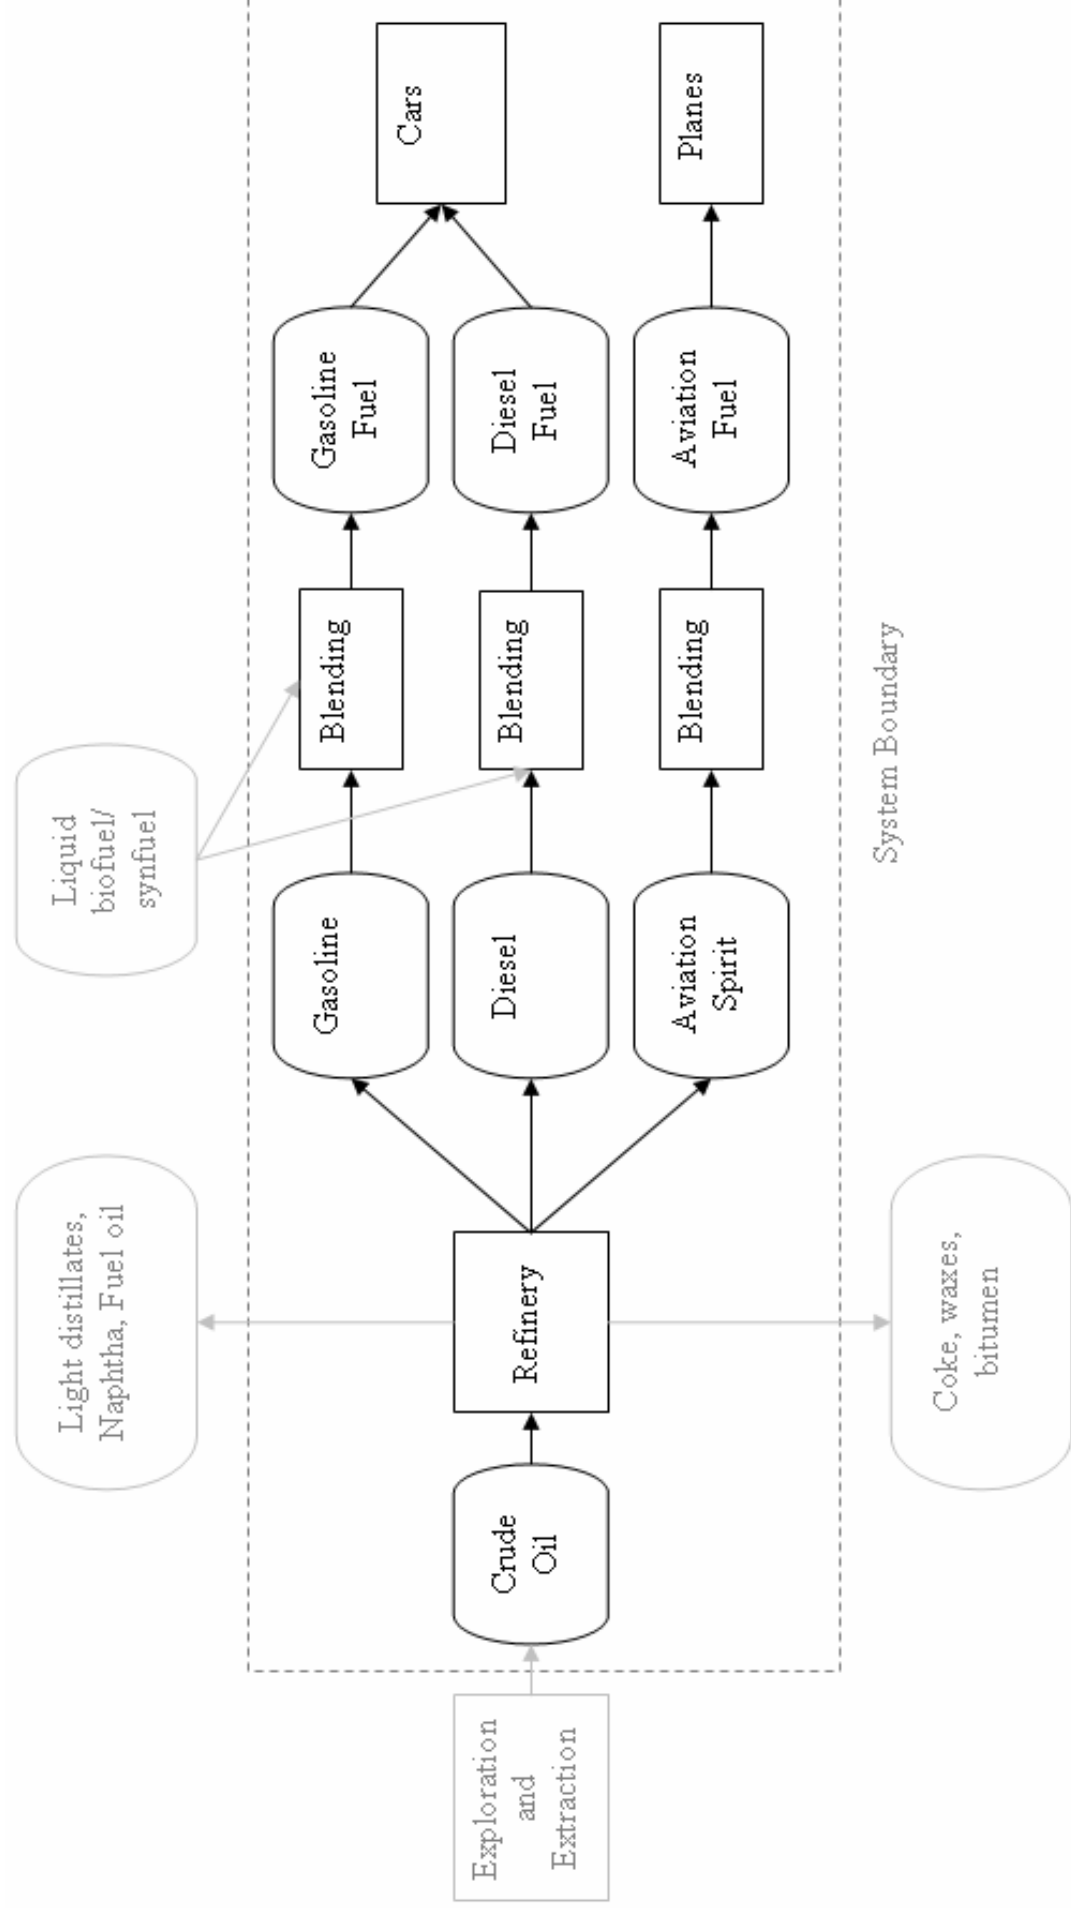 Light distillates,
Naphtha, Fuel oil
Liquid
biofuel/
synfuel
Gasoline
Blending
Gasoline
Fuel
Cars
Exploration
and
Extraction
Crude
Oil
Refinery
Diesel
Blending
Diesel
Fuel
Aviation
Spirit
Blending
Aviation
Fuel
Planes
System Boundary
Coke, waxes,
bitumen